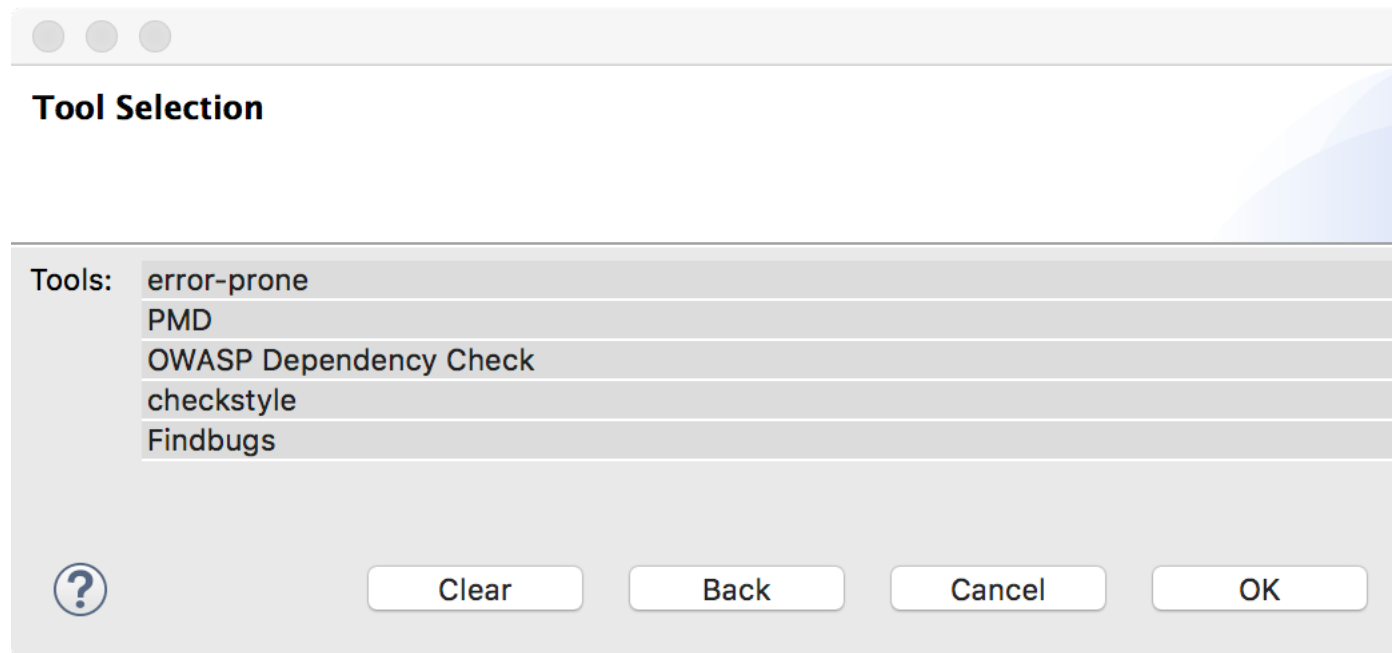 Tool Selection
Tools: error-prone
PMD
OWASP Dependency Check
checkstyle
Findbugs
? Clear Back Cancel OK